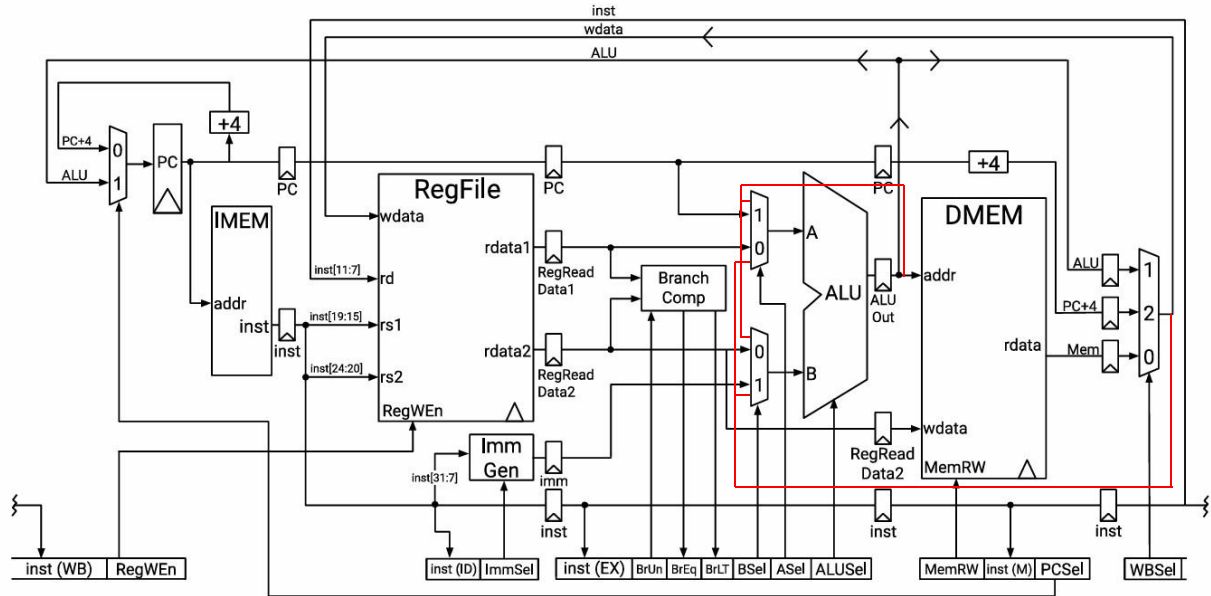 inst
wdata
ALU
+4
PC+4
0
PC
ALU
1
PC
PC
PC
+4
IMEM
addr
inst
inst
RegFile
wdata
inst[11:7]
rd
inst[19:15]
rs1
inst[24:20]
rs2
RegWEn
rdata1
rdata2
RegRead
Data1
RegRead
Data2
Branch
Comp
1
0
0
1
A
B
ALU
ALU
Out
DMEM
addr
rdata
wdata
MemRW
RegRead
Data2
ALU
PC+4
Mem
1
2
0
Imm
Gen
inst[31:7]
imm
inst
inst
inst
inst (WB) RegWEn
inst (ID) ImmSel
inst (EX) BrUn BrEq BrLT BSel ASel ALUSel
MemRW inst (M) PCSel
WBSel